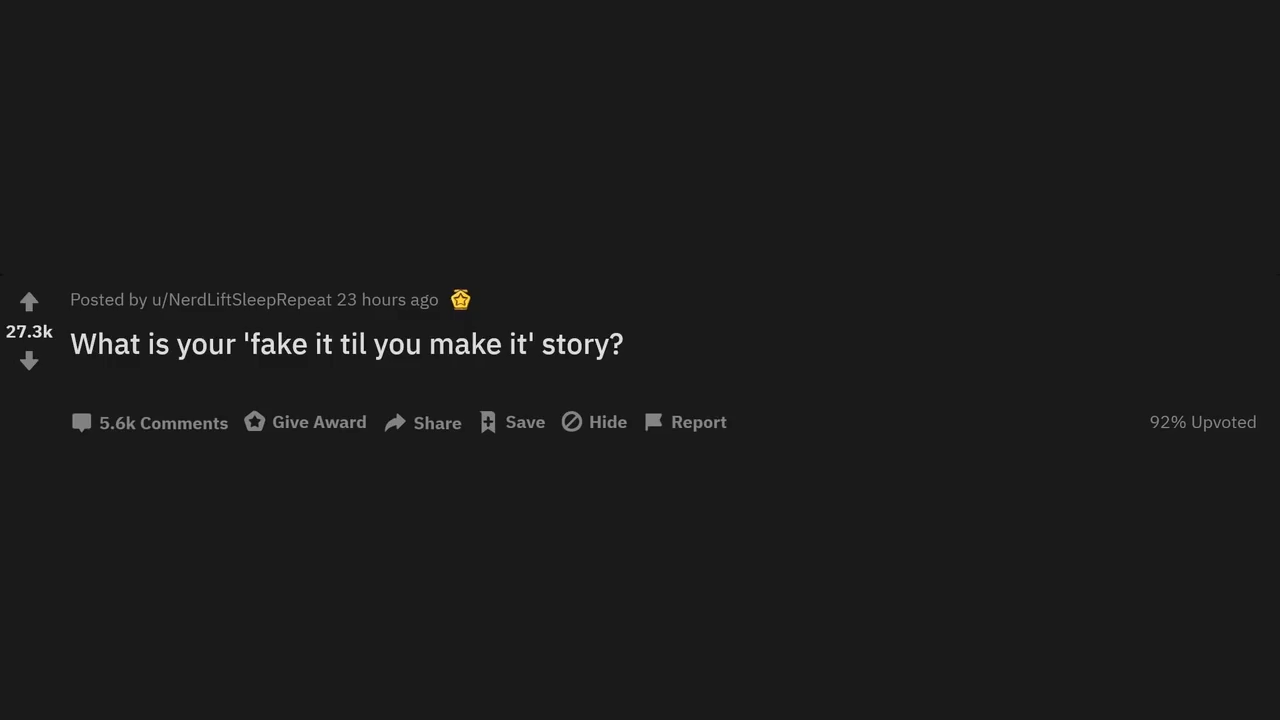 Posted by u/NerdLiftSleepRepeat 23 hours ago
27.3k
What is your 'fake it til you make it' story?
5.6k Comments Give Award Share Save Hide Report 92% Upvoted